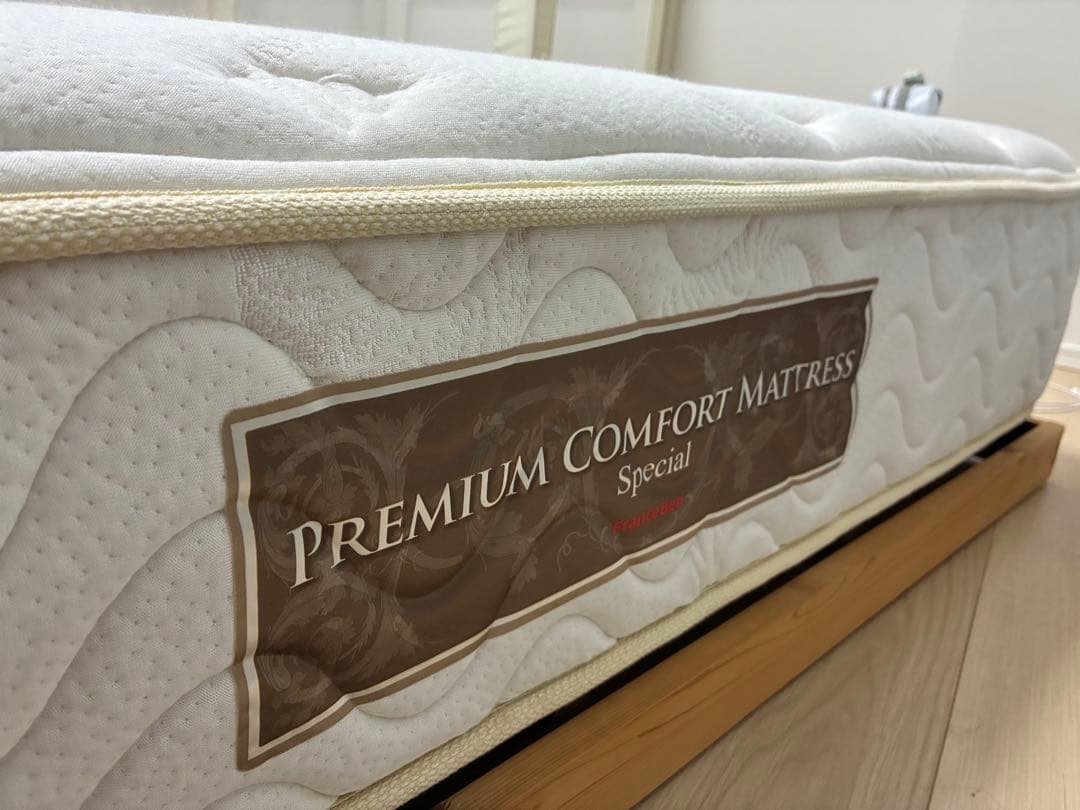 PREMIUM COMFORT MATTRESS
Special
FranceBed